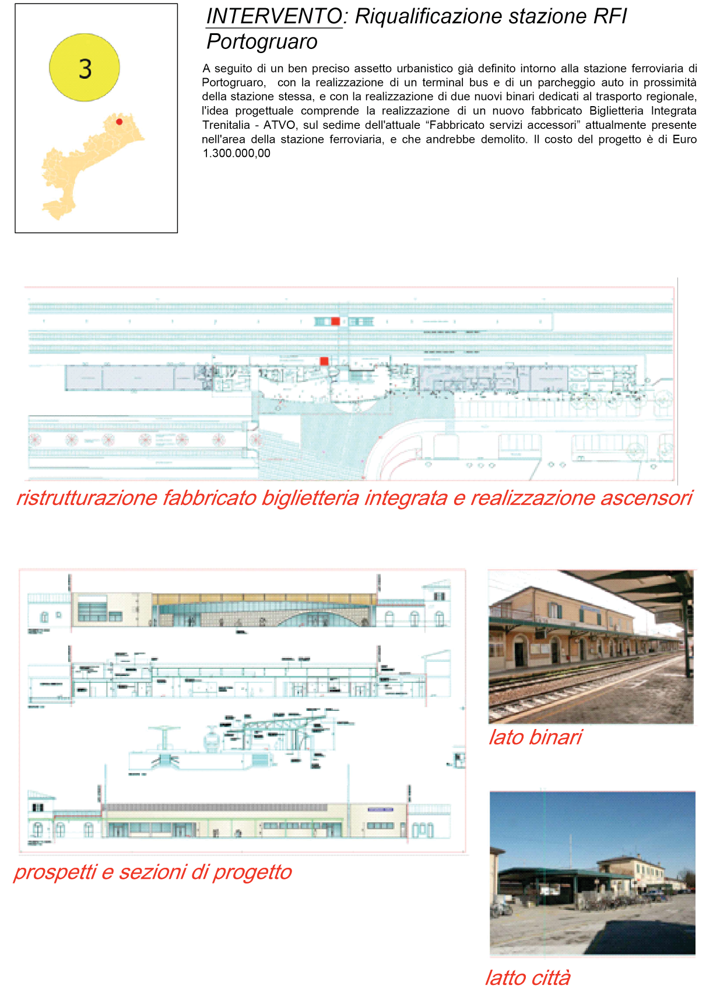 3
INTERVENTO: Riqualificazione stazione RFI
Portogruaro
A seguito di un ben preciso assetto urbanistico già definito intorno alla stazione ferroviaria di
Portogruaro, con la realizzazione di un terminal bus e di un parcheggio auto in prossimità
della stazione stessa, e con la realizzazione di due nuovi binari dedicati al trasporto regionale,
l'idea progettuale comprende la realizzazione di un nuovo fabbricato Biglietteria Integrata
Trenitalia - ATVO, sul sedime dell'attuale “Fabbricato servizi accessori” attualmente presente
nell'area della stazione ferroviaria, e che andrebbe demolito. Il costo del progetto è di Euro
1.300.000,00
ristrutturazione fabbricato biglietteria integrata e realizzazione ascensori
prospetti e sezioni di progetto
lato binari
latto città